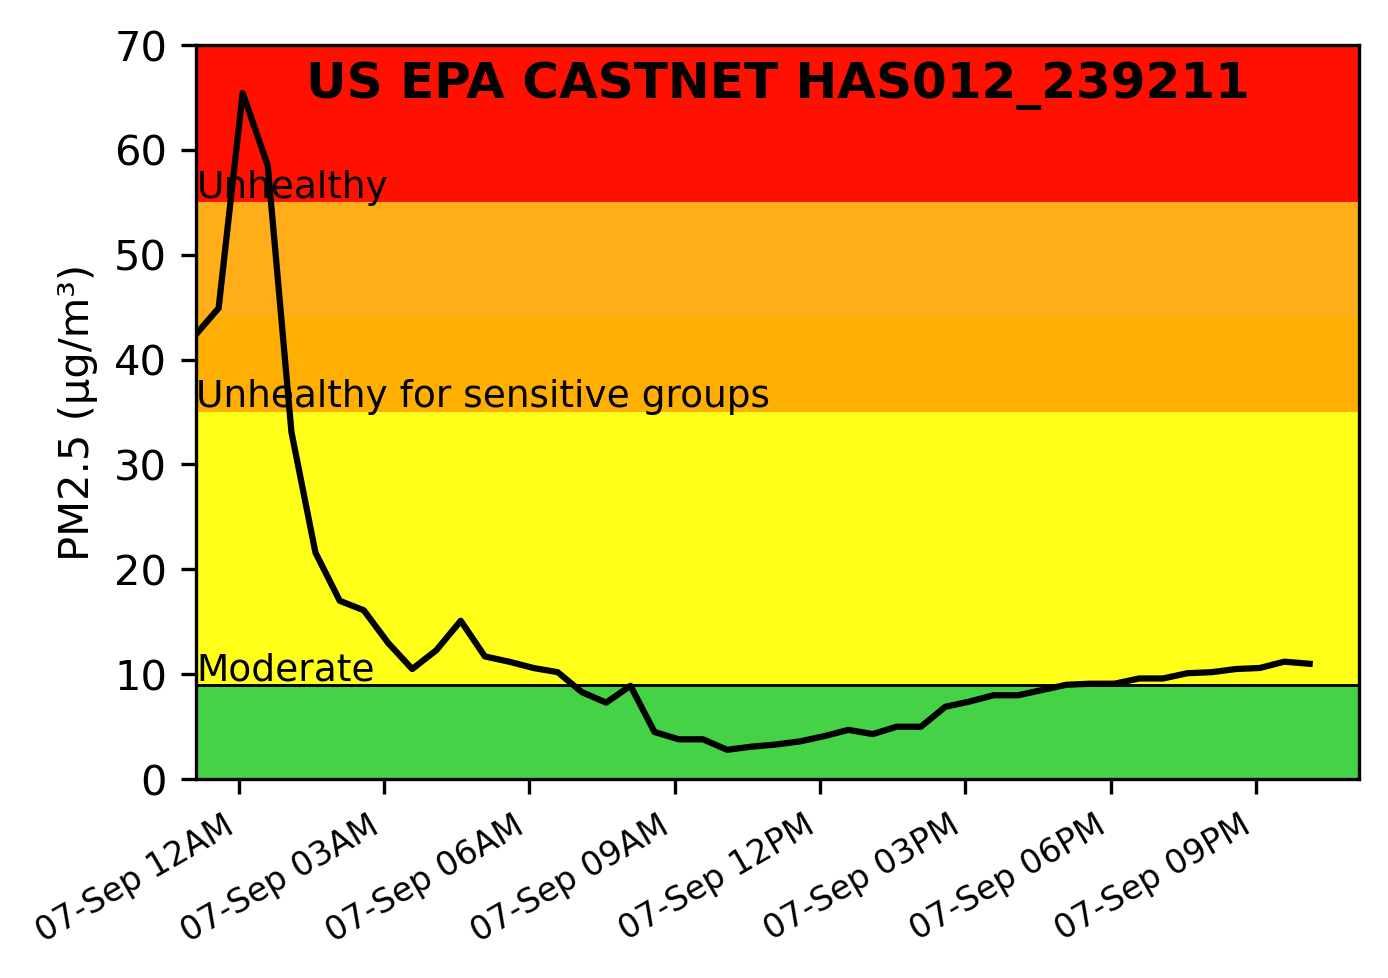 US EPA CASTNET HAS012_239211
70
60
50
40
30
20
10
0
PM2.5 (µg/m³)
Unhealthy
Unhealthy for sensitive groups
Moderate
07-Sep 12AM
07-Sep 03AM
07-Sep 06AM
07-Sep 09AM
07-Sep 12PM
07-Sep 03PM
07-Sep 06PM
07-Sep 09PM